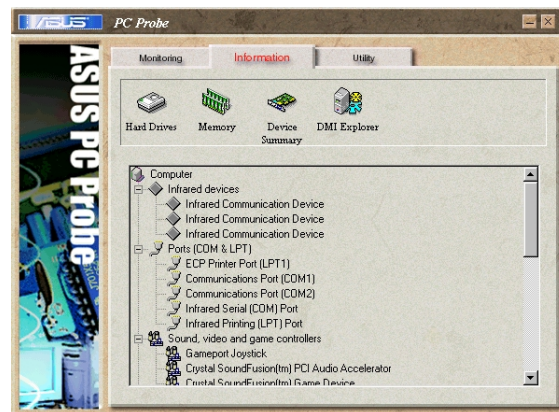 ASUS PC Probe
ASUS PC Probe
Monitoring Information Utility
Hard Drives Memory Device Summary DMI Explorer
Computer
Infrared devices
Infrared Communication Device
Infrared Communication Device
Infrared Communication Device
Ports (COM & LPT)
ECP Printer Port (LPT1)
Communications Port (COM1)
Communications Port (COM2)
Infrared Serial (COM) Port
Infrared Printing (LPT) Port
Sound, video and game controllers
Gameport Joystick
Crystal SoundFusion(tm) PCI Audio Accelerator
Crystal SoundFusion(tm) Game Device